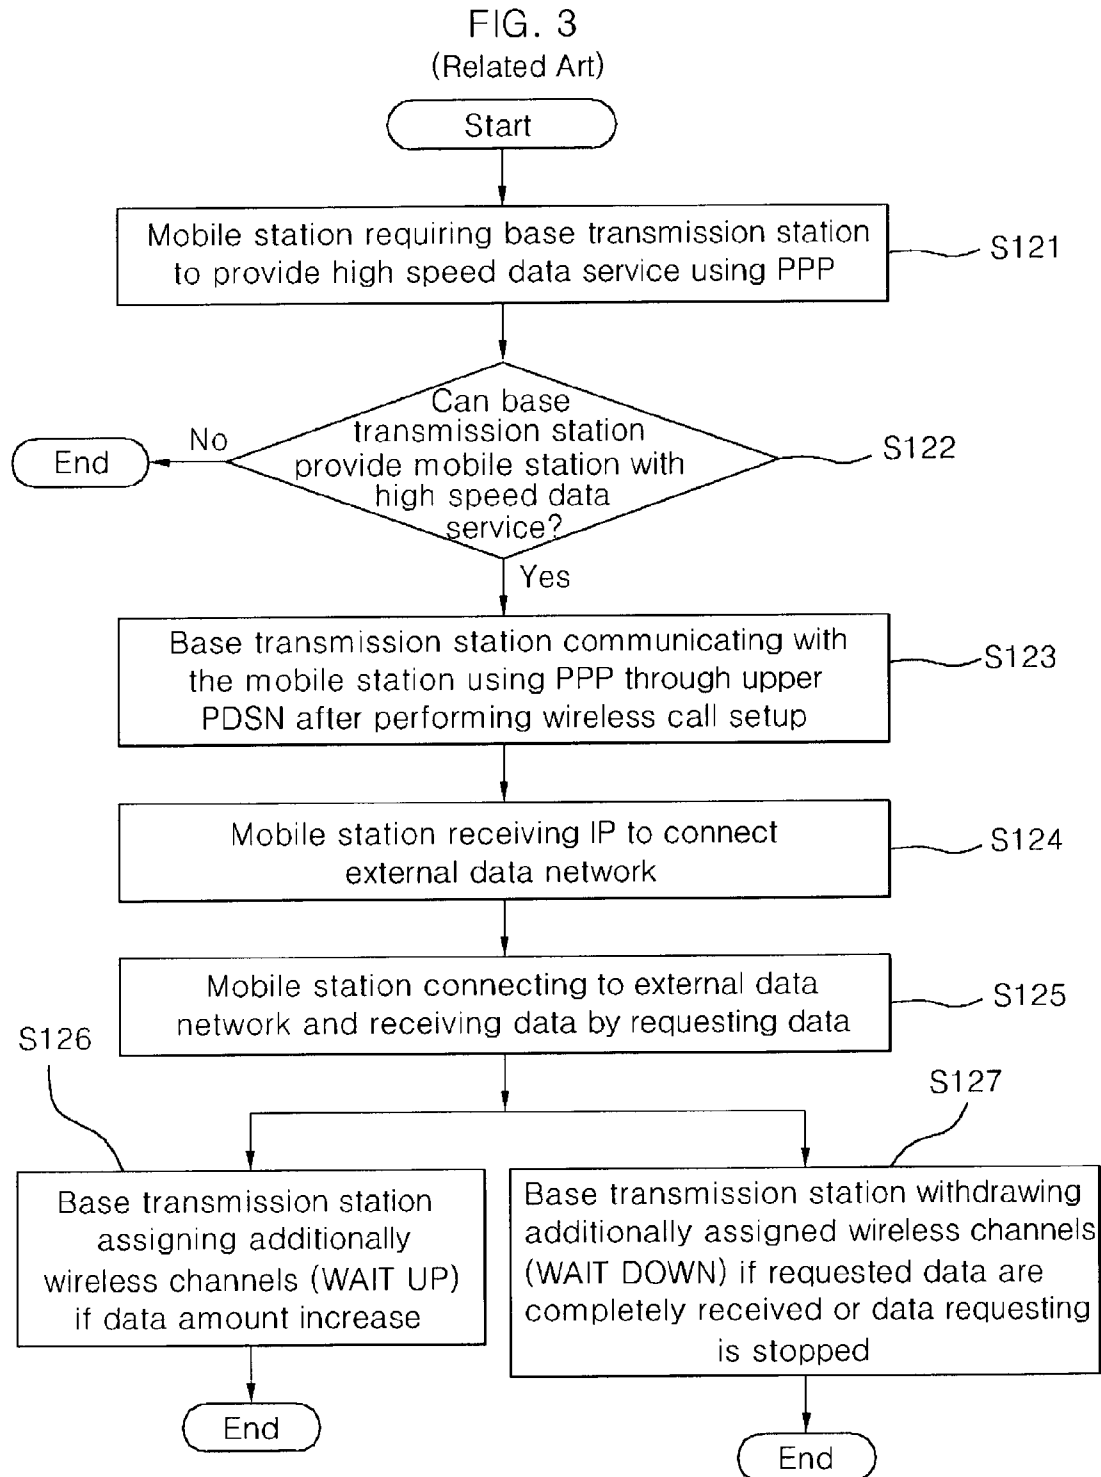 FIG. 3
(Related Art)
Start
Mobile station requiring base transmission station
to provide high speed data service using PPP
S121
Can base
transmission station
provide mobile station with
high speed data
service?
S122
No
End
Yes
Base transmission station communicating with
the mobile station using PPP through upper
PDSN after performing wireless call setup
S123
Mobile station receiving IP to connect
external data network
S124
Mobile station connecting to external data
network and receiving data by requesting data
S125
S126
Base transmission station
assigning additionally
wireless channels (WAIT UP)
if data amount increase
End
S127
Base transmission station withdrawing
additionally assigned wireless channels
(WAIT DOWN) if requested data are
completely received or data requesting
is stopped
End